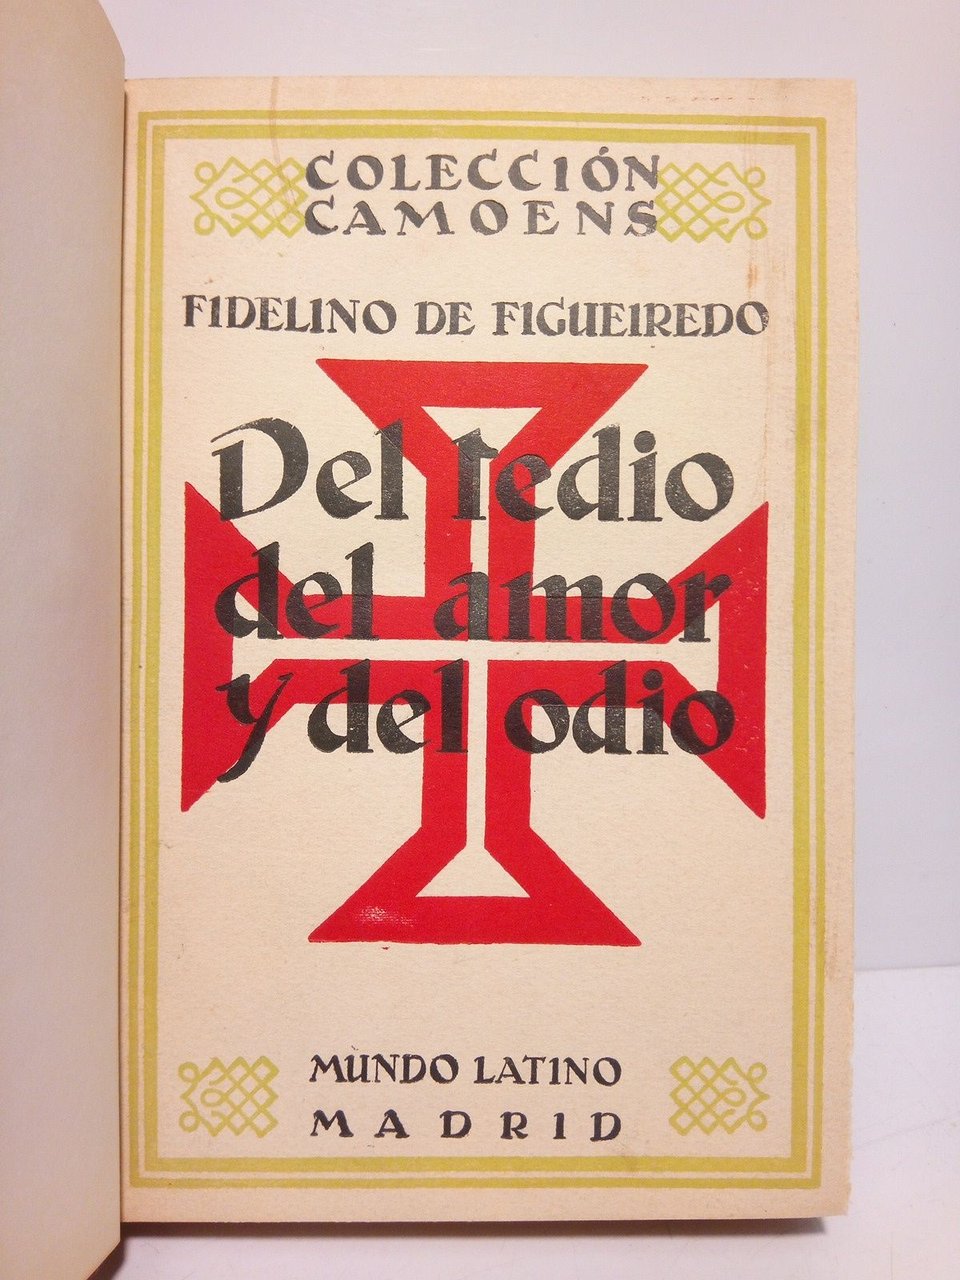 COLECCIÓN
CAMOENS
FIDELINO DE FIGUEIREDO
Del tedio
del amor
y del odio
MUNDO LATINO
MADRID